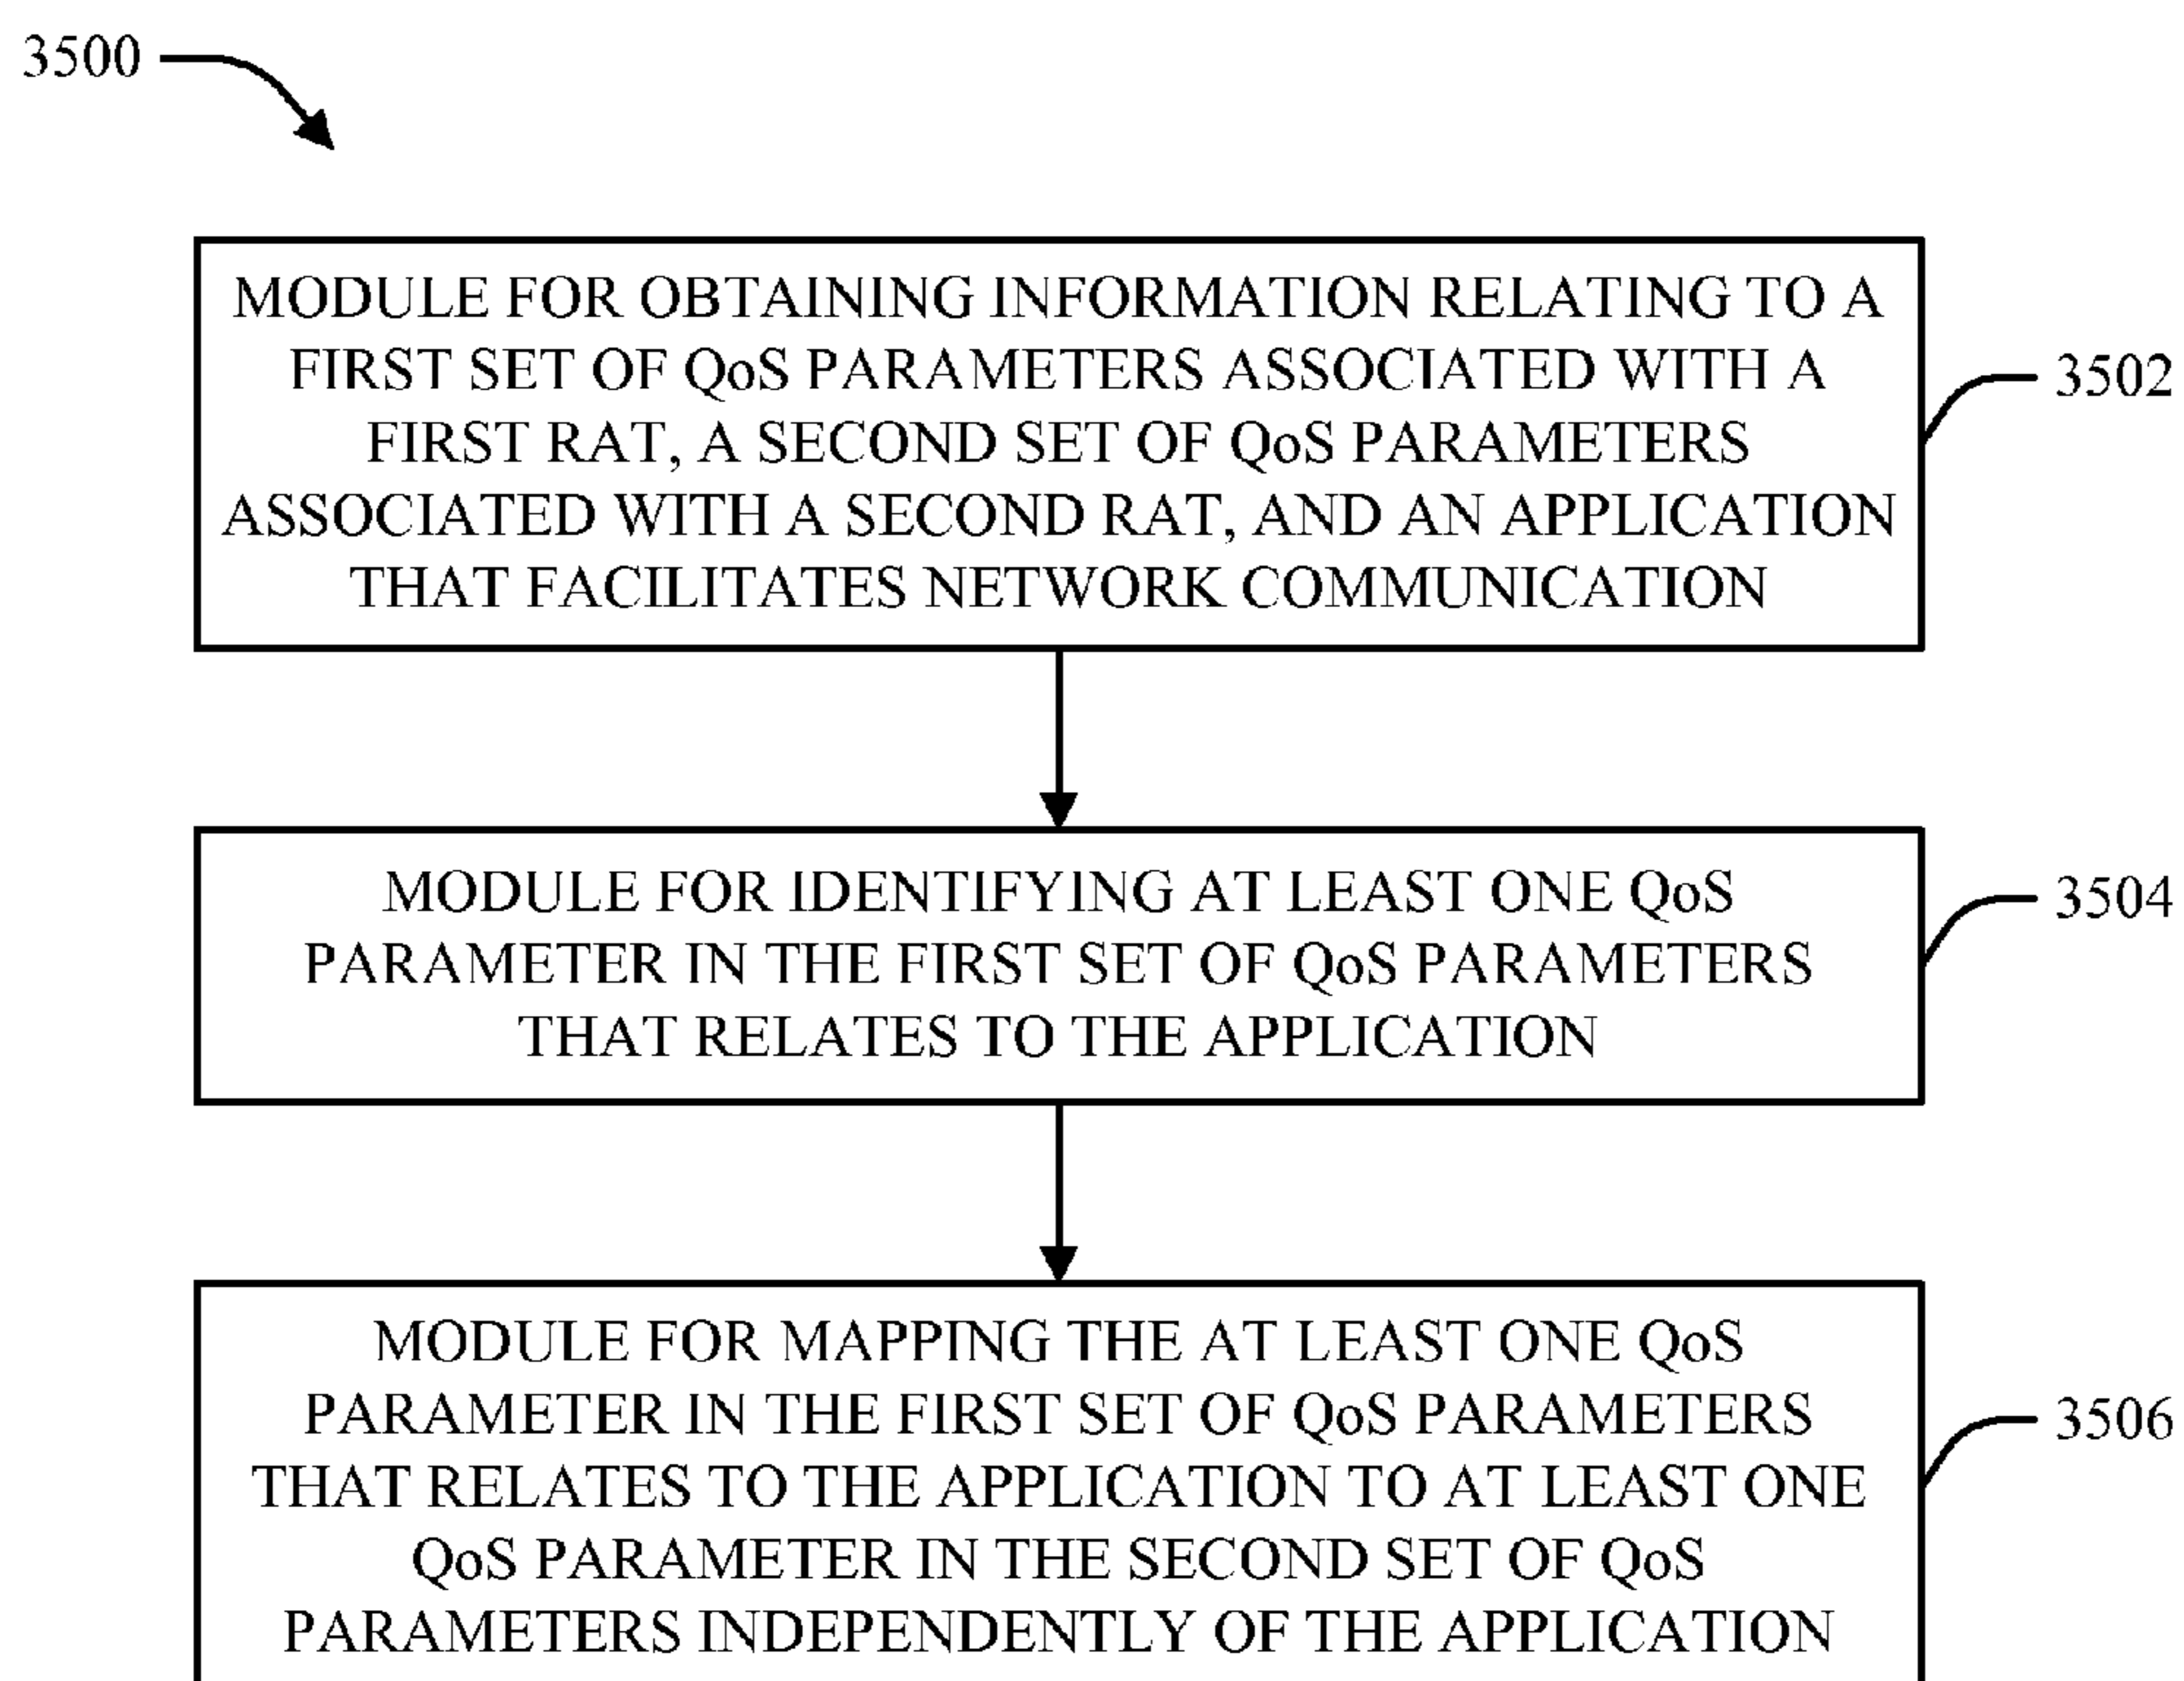 3500
MODULE FOR OBTAINING INFORMATION RELATING TO A
FIRST SET OF QoS PARAMETERS ASSOCIATED WITH A
FIRST RAT, A SECOND SET OF QoS PARAMETERS
ASSOCIATED WITH A SECOND RAT, AND AN APPLICATION
THAT FACILITATES NETWORK COMMUNICATION
3502
MODULE FOR IDENTIFYING AT LEAST ONE QoS
PARAMETER IN THE FIRST SET OF QoS PARAMETERS
THAT RELATES TO THE APPLICATION
3504
MODULE FOR MAPPING THE AT LEAST ONE QoS
PARAMETER IN THE FIRST SET OF QoS PARAMETERS
THAT RELATES TO THE APPLICATION TO AT LEAST ONE
QoS PARAMETER IN THE SECOND SET OF QoS
PARAMETERS INDEPENDENTLY OF THE APPLICATION
3506